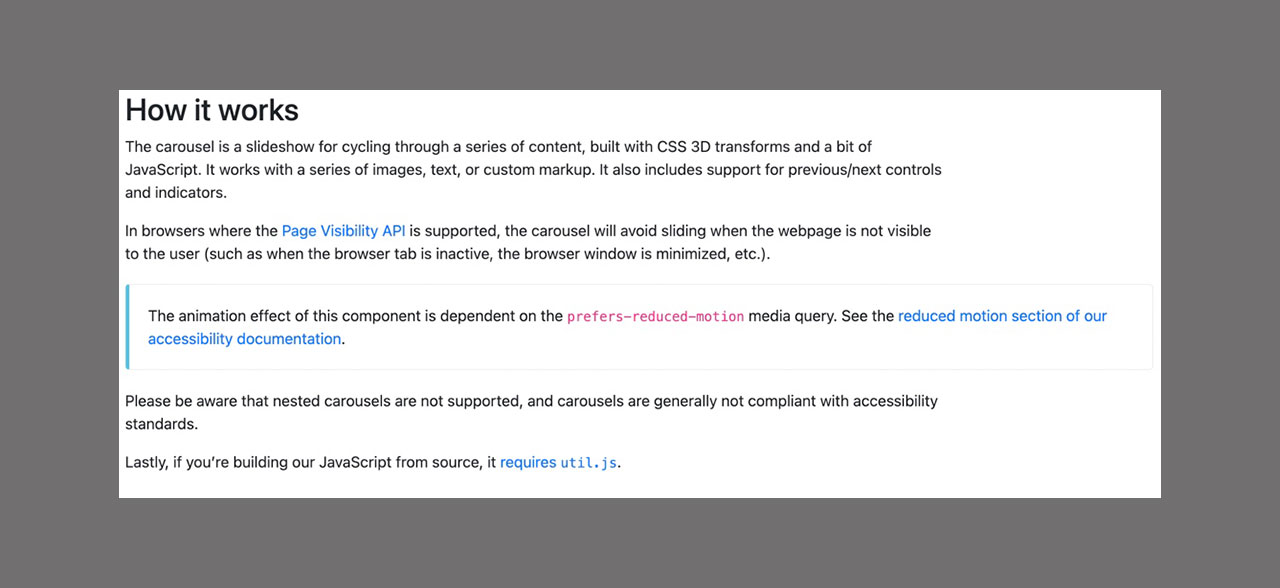 How it works
The carousel is a slideshow for cycling through a series of content, built with CSS 3D transforms and a bit of
JavaScript. It works with a series of images, text, or custom markup. It also includes support for previous/next controls
and indicators.
In browsers where the Page Visibility API is supported, the carousel will avoid sliding when the webpage is not visible
to the user (such as when the browser tab is inactive, the browser window is minimized, etc.).
The animation effect of this component is dependent on the prefers-reduced-motion media query. See the reduced motion section of our
accessibility documentation.
Please be aware that nested carousels are not supported, and carousels are generally not compliant with accessibility
standards.
Lastly, if you’re building our JavaScript from source, it requires util.js.